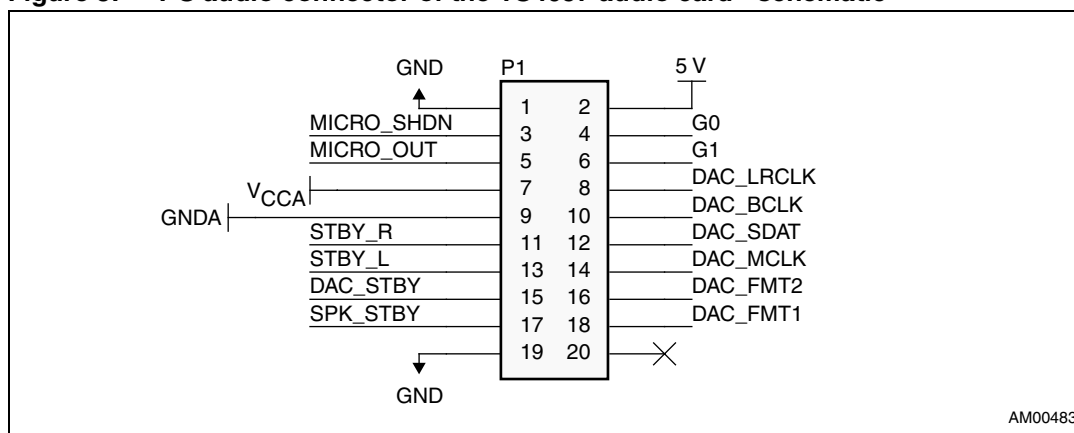 GND P1 5 V
1 2
MICRO_SHDN 3 4 G0
MICRO_OUT 5 6 G1
VCCA 7 8 DAC_LRCLK
GNDA 9 10 DAC_BCLK
STBY_R 11 12 DAC_SDAT
STBY_L 13 14 DAC_MCLK
DAC_STBY 15 16 DAC_FMT2
SPK_STBY 17 18 DAC_FMT1
19 20
GND
AM00483